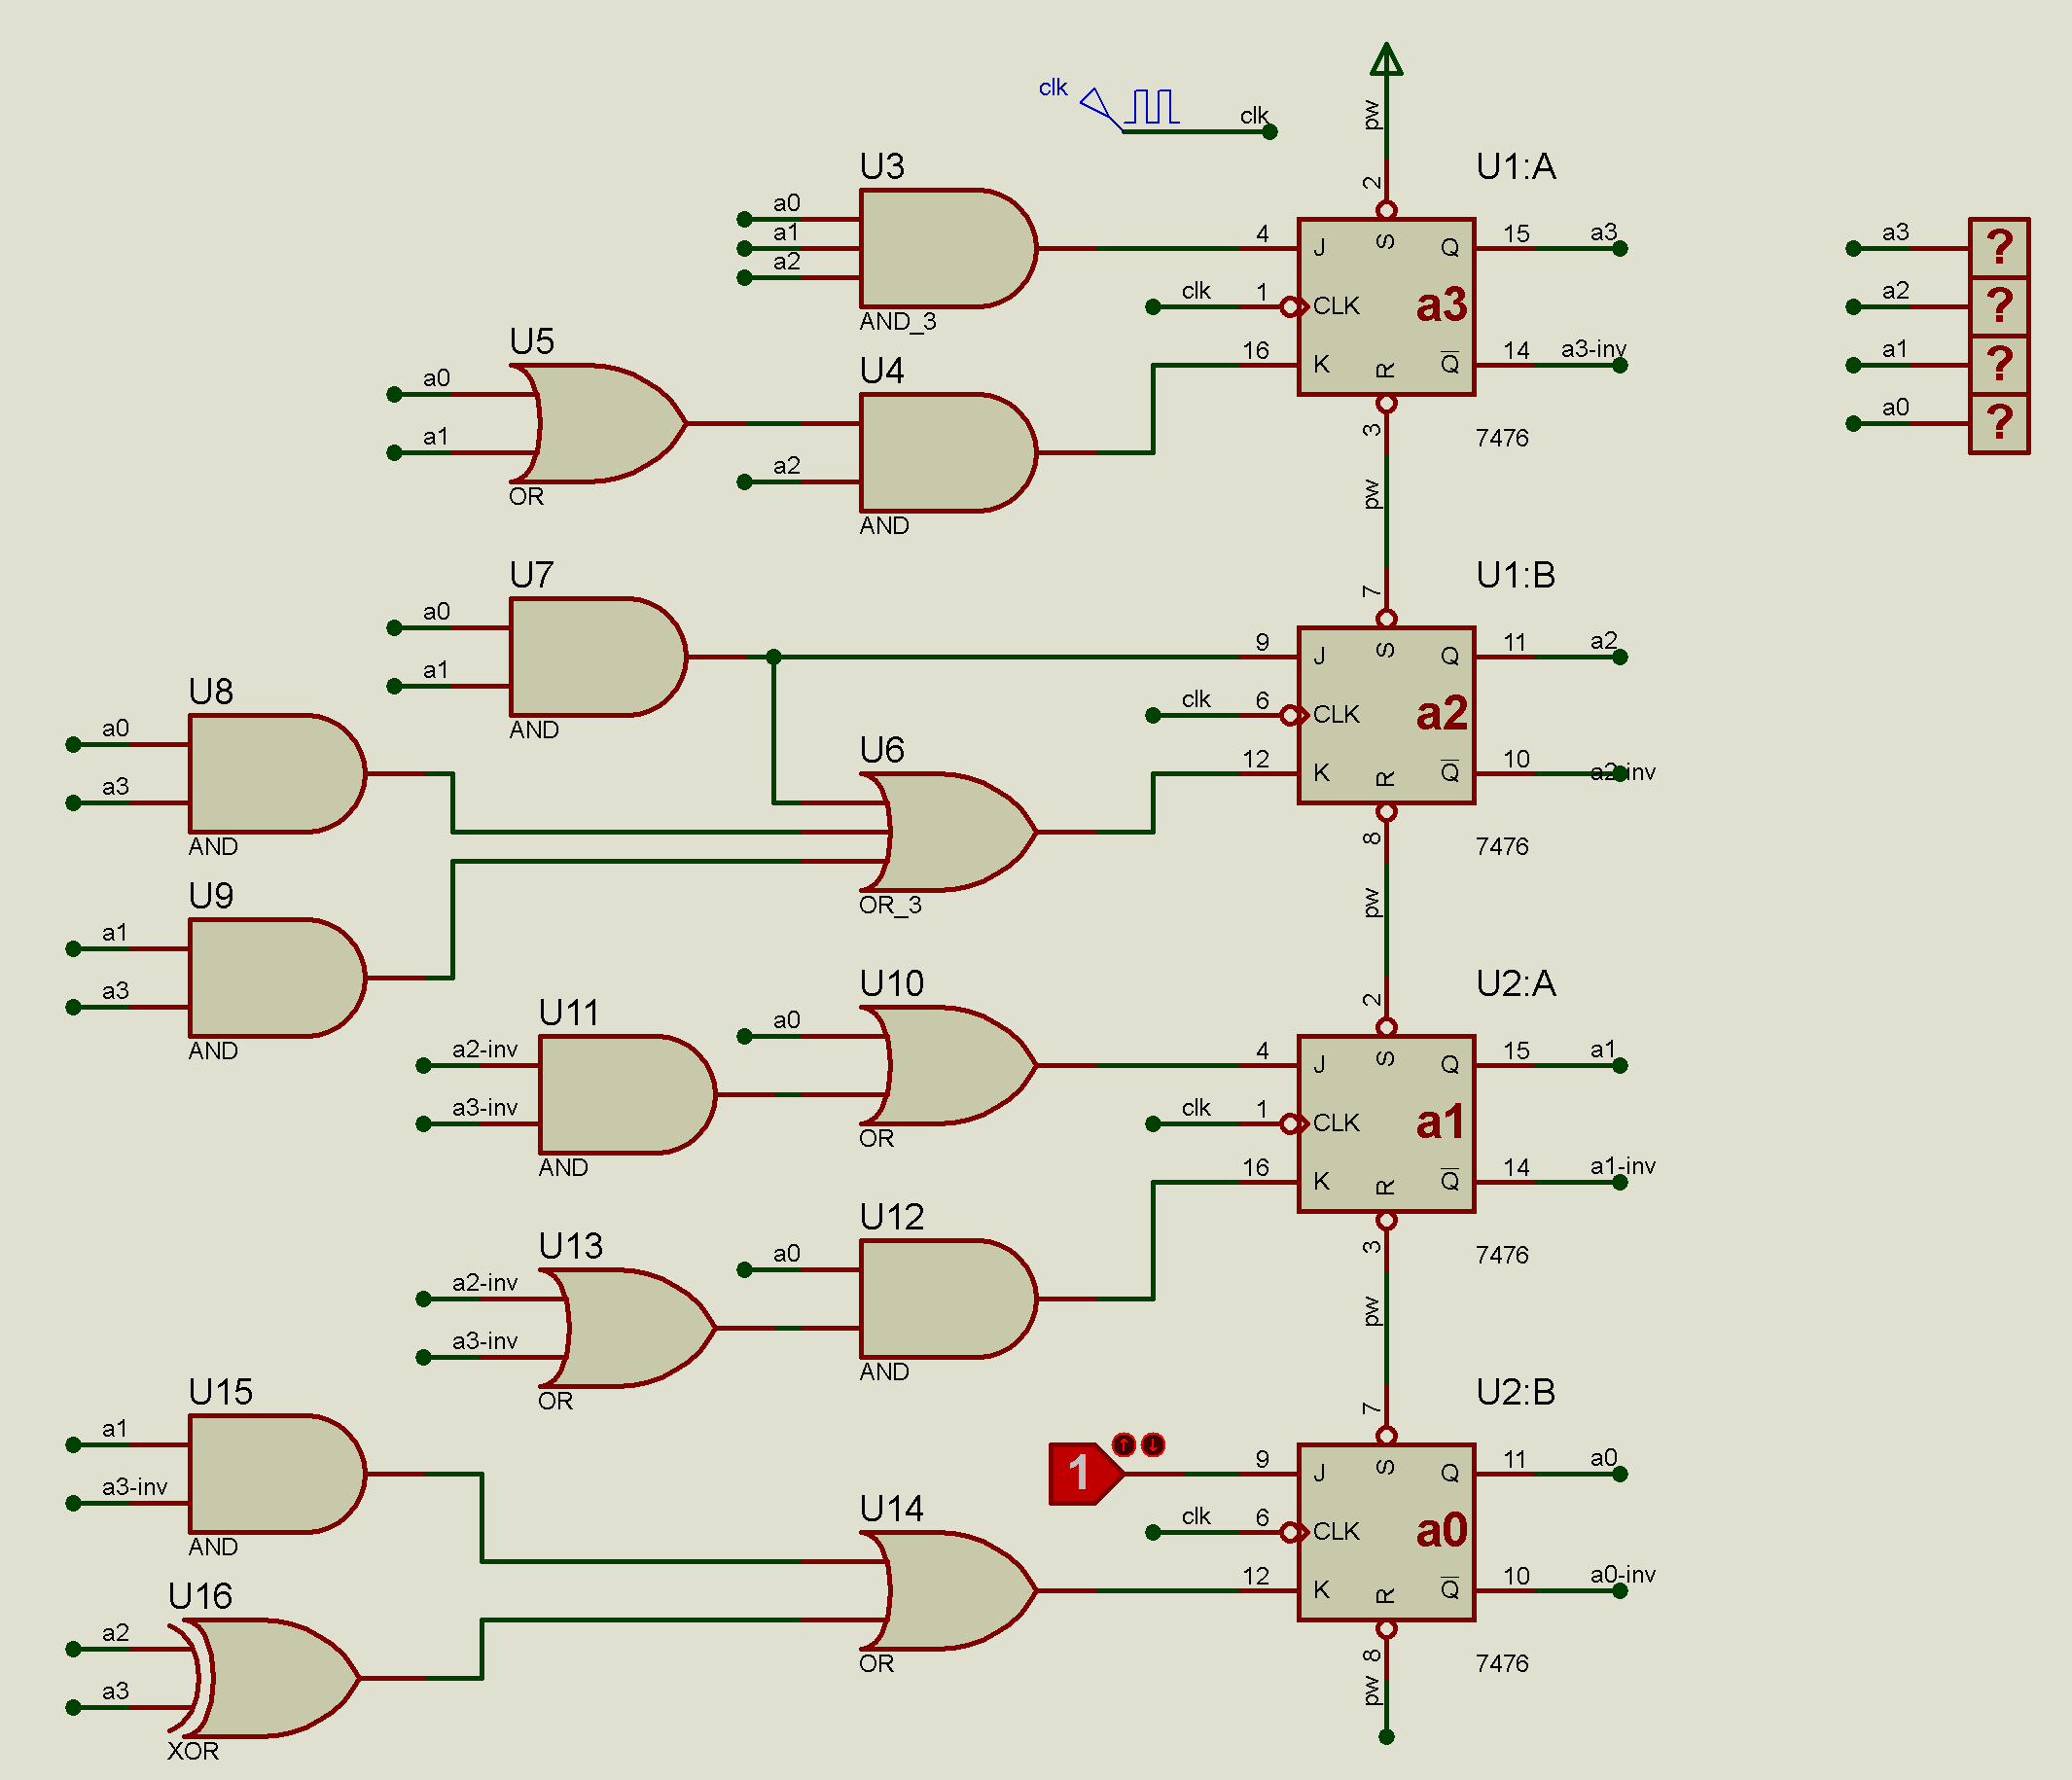 clk
clk
pw
2
U1:A
U3
a0
a1
a2
AND_3
4
J
S
Q
15
a3
clk
1
CLK
a3
16
K
R
Q
14
a3-inv
3
7476
a3
?
a2
?
a1
?
a0
?
U5
a0
a1
OR
U4
a2
AND
pw
U7
a0
a1
AND
7
U1:B
9
J
S
Q
11
a2
clk
6
CLK
a2
12
K
R
Q
10
a2-inv
8
7476
U8
a0
a3
AND
U6
OR_3
U9
a1
a3
AND
pw
2
U2:A
U11
a2-inv
a3-inv
AND
U10
a0
OR
4
J
S
Q
15
a1
clk
1
CLK
a1
16
K
R
Q
14
a1-inv
3
7476
U13
a2-inv
a3-inv
OR
U12
a0
AND
pw
7
U2:B
U15
a1
a3-inv
AND
1
9
J
S
Q
11
a0
clk
6
CLK
a0
12
K
R
Q
10
a0-inv
8
7476
pw
U14
OR
U16
a2
a3
XOR